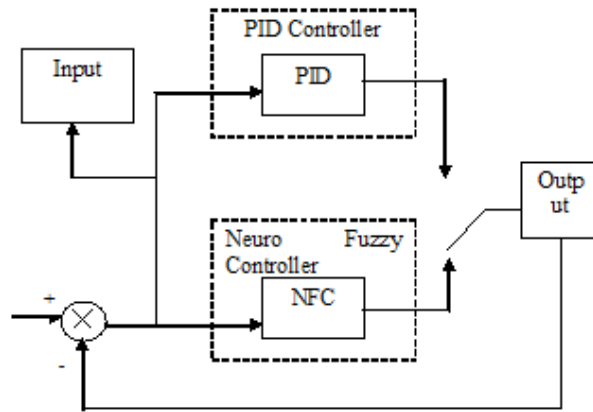 PID Controller
Input
PID
Outp
ut
Neuro Fuzzy
Controller
NFC
+
-